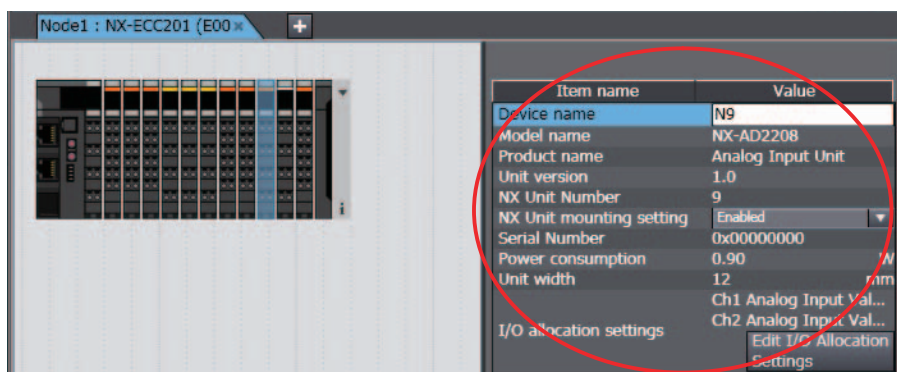 Node1 : NX-ECC201 (E00 ×
+
Item name Value
Device name N9
Model name NX-AD2208
Product name Analog Input Unit
Unit version 1.0
NX Unit Number 9
NX Unit mounting setting Enabled
Serial Number 0x00000000
Power consumption 0.90 W
Unit width 12 mm
I/O allocation settings Ch1 Analog Input Val...
Ch2 Analog Input Val...
Edit I/O Allocation
Settings
i